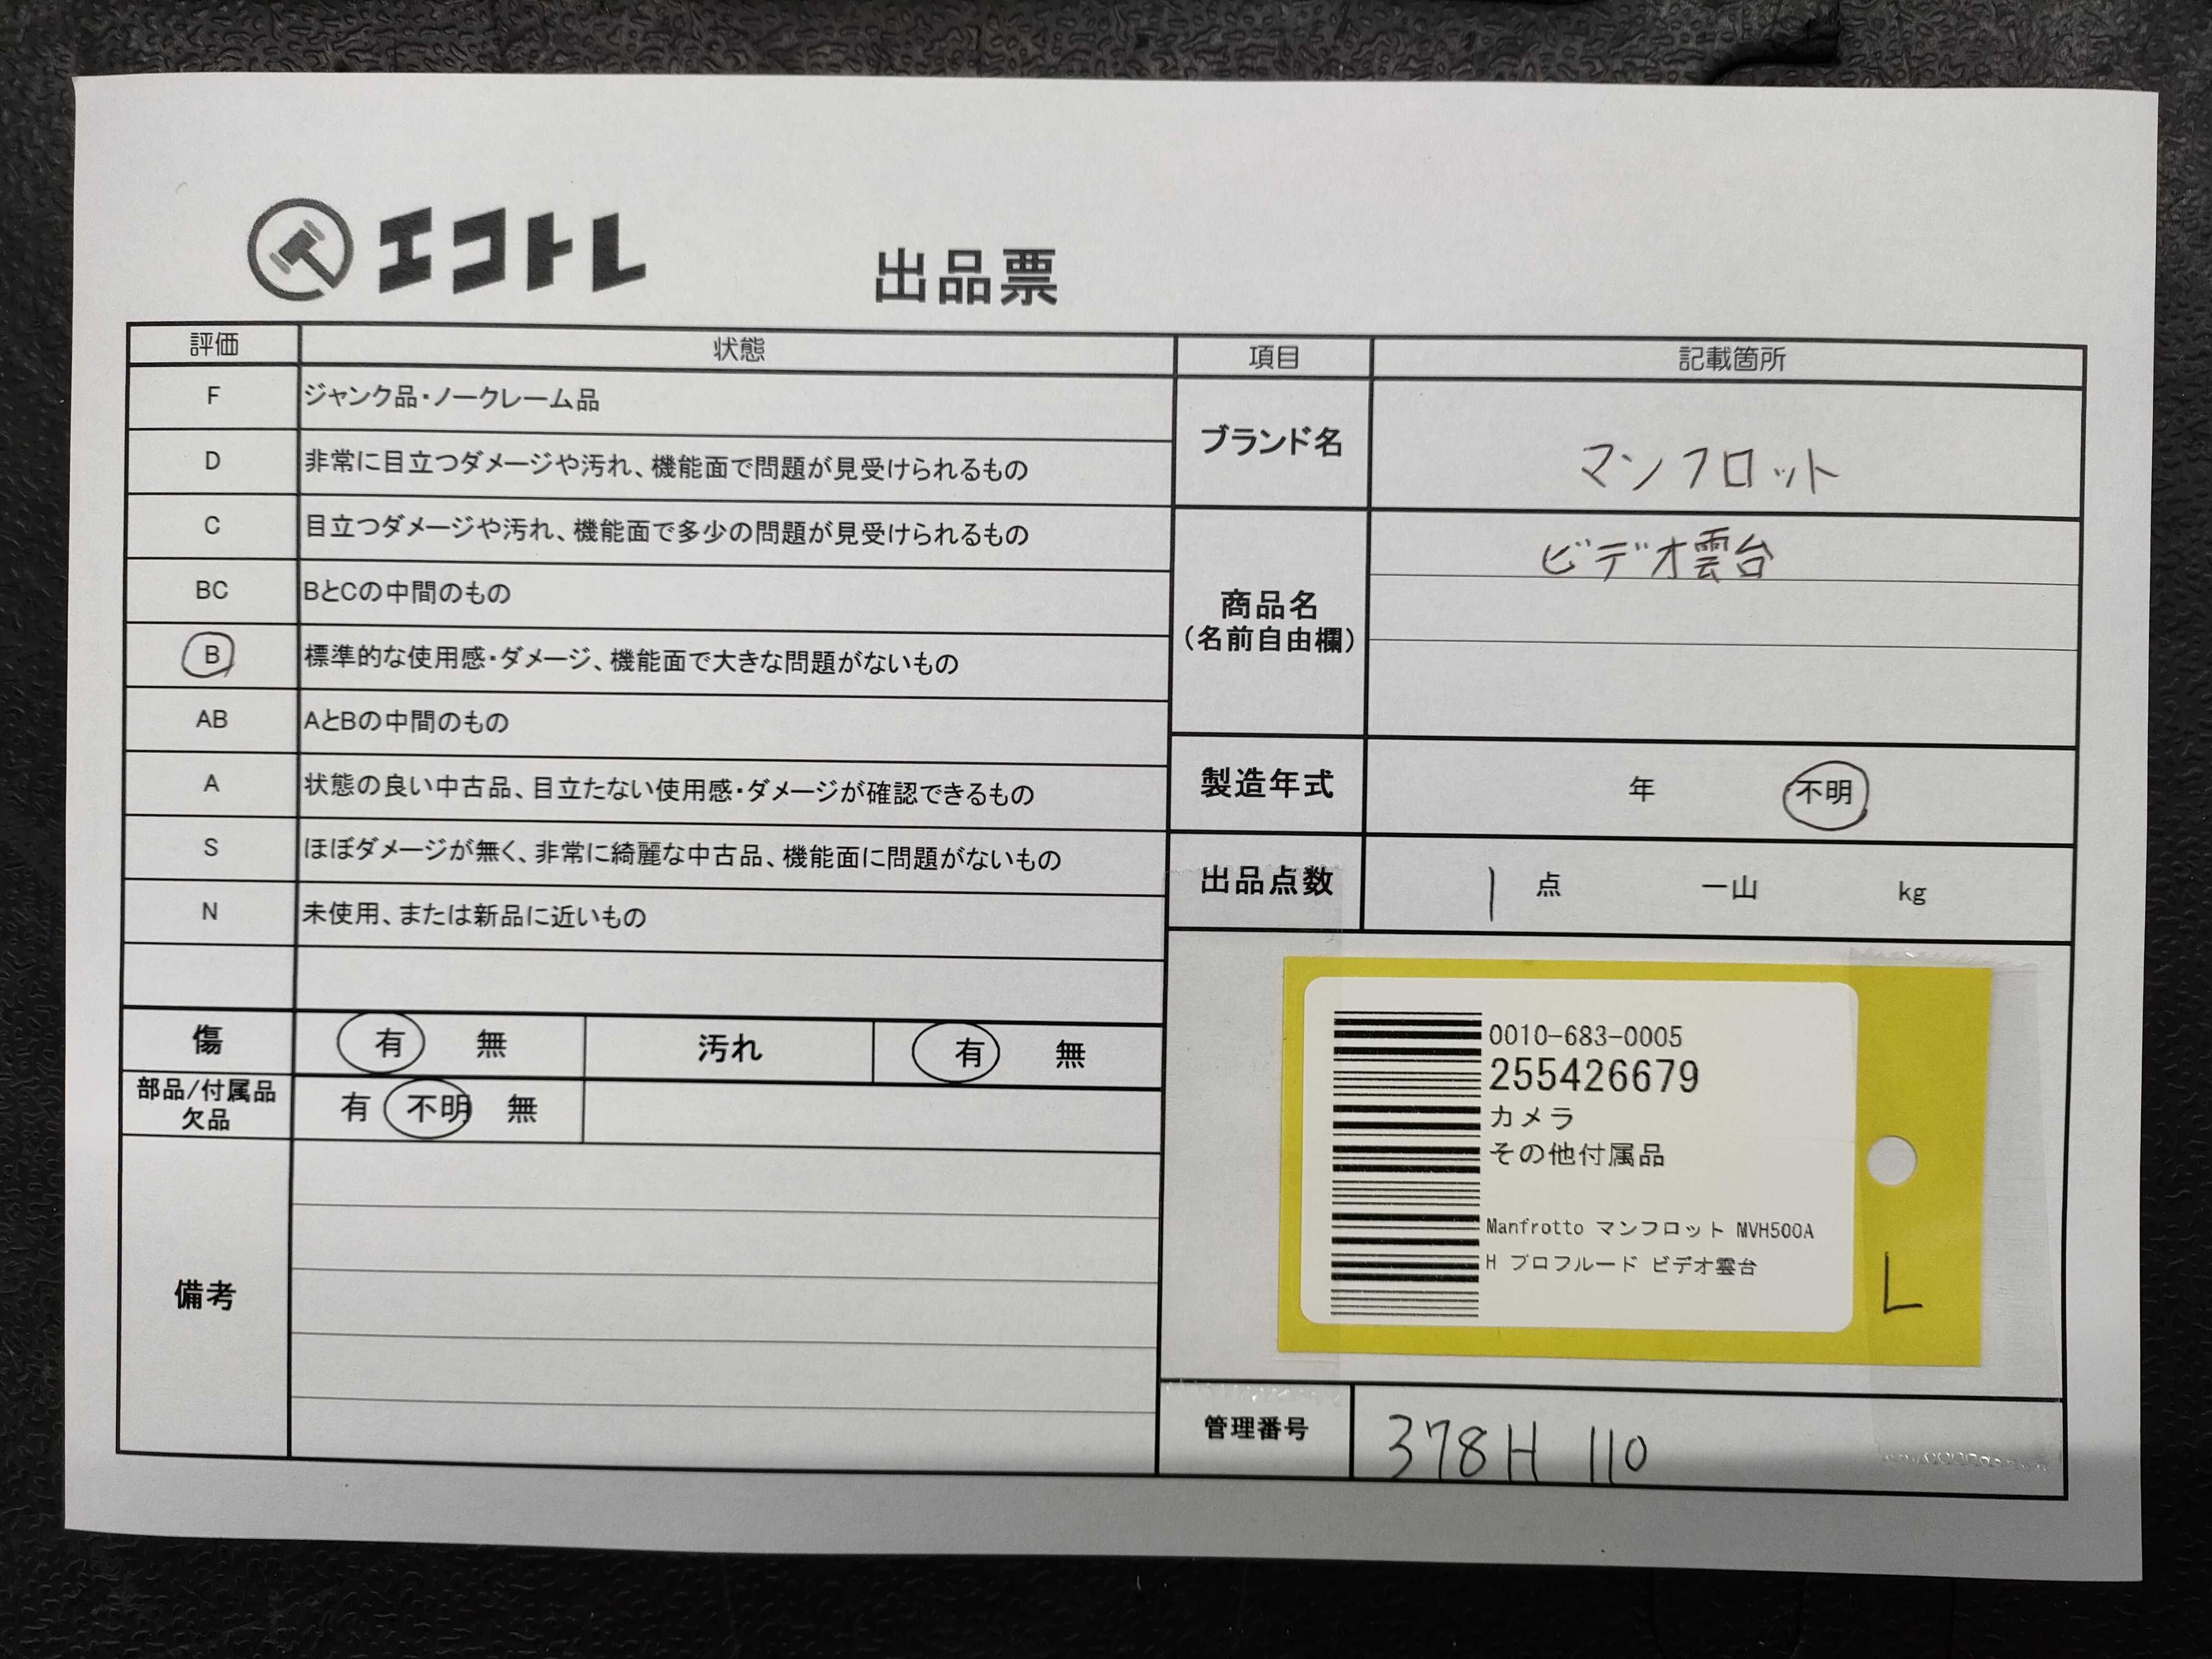 エコトレ
出品票
評価 状態
F ジャンク品・ノークレーム品
D 非常に目立つダメージや汚れ、機能面で問題が見受けられるもの
C 目立つダメージや汚れ、機能面で多少の問題が見受けられるもの
BC BとCの中間のもの
B 標準的な使用感・ダメージ、機能面で大きな問題がないもの
AB AとBの中間のもの
A 状態の良い中古品、目立たない使用感・ダメージが確認できるもの
S ほぼダメージが無く、非常に綺麗な中古品、機能面に問題がないもの
N 未使用、または新品に近いもの
傷 有 無 汚れ 有 無
部品/付属品
欠品 有 不明 無
備考
項目 記載箇所
ブランド名 マンフロット
商品名
(名前自由欄)
ビデオ雲台
製造年式 年 不明
出品点数 1 点 一山 kg
0010-683-0005
255426679
カメラ
その他付属品
Manfrotto マンフロット MVH500A
H プロフルード ビデオ雲台
L
管理番号 378H 110